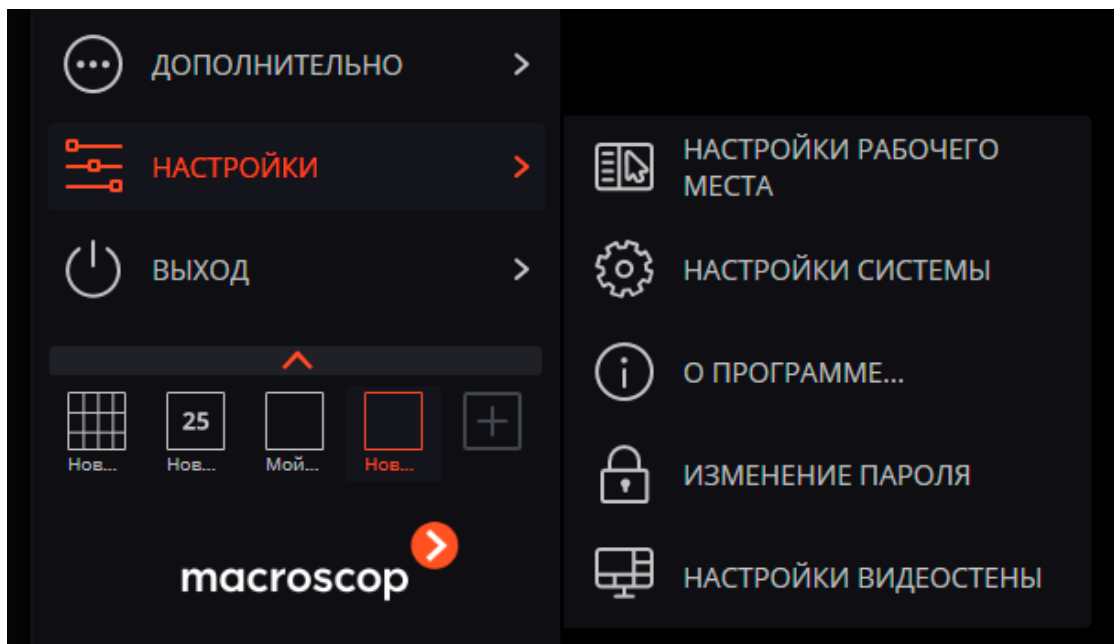 ДОПОЛНИТЕЛЬНО
НАСТРОЙКИ
ВЫХОД
25
Нов...
Нов...
Мой...
Нов...
macroscop
НАСТРОЙКИ РАБОЧЕГО
МЕСТА
НАСТРОЙКИ СИСТЕМЫ
О ПРОГРАММЕ...
ИЗМЕНЕНИЕ ПАРОЛЯ
НАСТРОЙКИ ВИДЕОСТЕНЫ